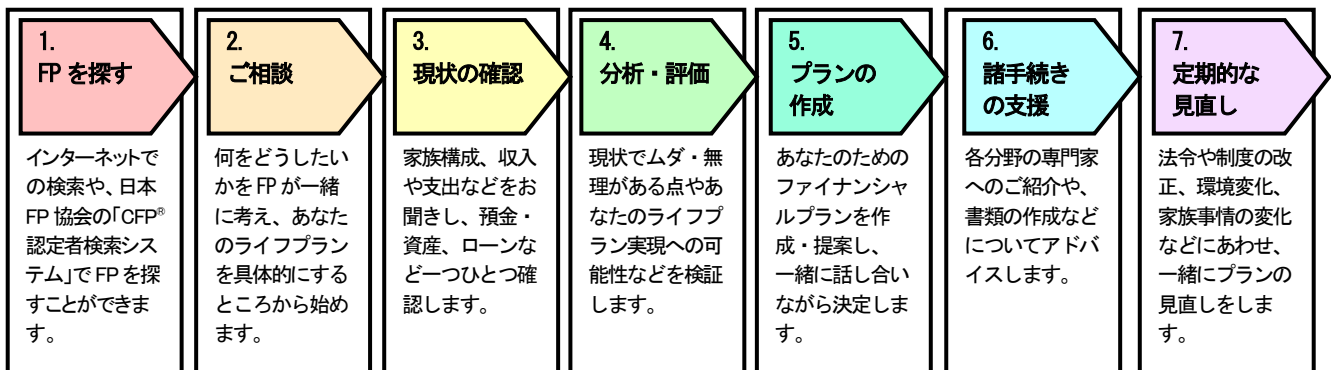 1.
FP を探す
インターネットで
の検索や、日本
FP 協会の「CFP®
認定者検索シス
テム」で FP を探
すことができま
す。
2.
ご相談
何をどうしたい
かを FP が一緒
に考え、あなた
のライフプラン
を具体的にする
ところから始め
ます。
3.
現状の確認
家族構成、収入
や支出などをお
聞きし、預金・
資産、ローンな
ど一つひとつ確
認します。
4.
分析・評価
現状でムダ・無
理がある点やあ
なたのライフプ
ラン実現への可
能性などを検証
します。
5.
プランの
作成
あなたのための
ファイナンシャ
ルプランを作
成・提案し、
一緒に話し合い
ながら決定しま
す。
6.
諸手続き
の支援
各分野の専門家
へのご紹介や、
書類の作成など
についてアドバ
イスします。
7.
定期的な
見直し
法令や制度の改
正、環境変化、
家族事情の変化
などにあわせ、
一緒にプランの
見直しをしま
す。